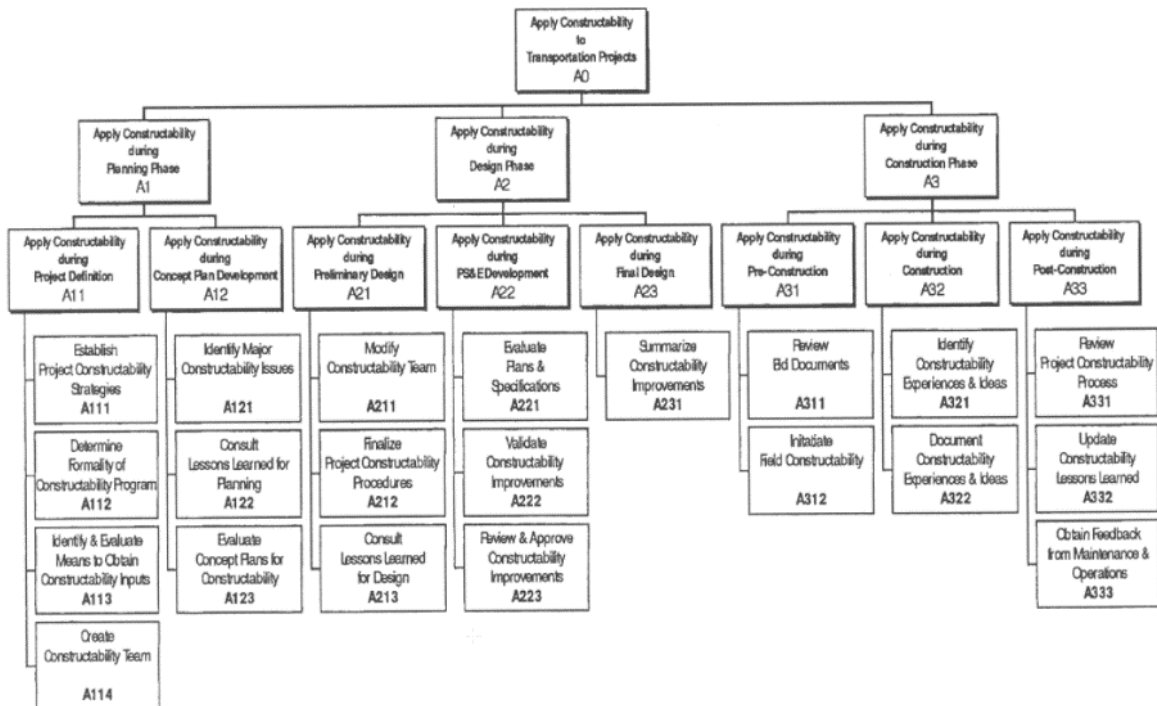 Apply Constructability
to
Transportation Projects
A0
Apply Constructability
during
Planning Phase
A1
Apply Constructability
during
Design Phase
A2
Apply Constructability
during
Construction Phase
A3
Apply Constructability
during
Project Definition
A11
Apply Constructability
during
Concept Plan Development
A12
Apply Constructability
during
Preliminary Design
A21
Apply Constructability
during
PS&E Development
A22
Apply Constructability
during
Final Design
A23
Apply Constructability
during
Pre-Construction
A31
Apply Constructability
during
Construction
A32
Apply Constructability
during
Post-Construction
A33
Establish
Project Constructability
Strategies
A111
Determine
Formality of
Constructability Program
A112
Identify & Evaluate
Means to Obtain
Constructability Inputs
A113
Create
Constructability Team
A114
Identify Major
Constructability Issues
A121
Consult
Lessons Learned for
Planning
A122
Evaluate
Concept Plans for
Constructability
A123
Modify
Constructability Team
A211
Finalize
Project Constructability
Procedures
A212
Consult
Lessons Learned
for Design
A213
Evaluate
Plans &
Specifications
A221
Validate
Constructability
Improvements
A222
Review & Approve
Constructability
Improvements
A223
Summarize
Constructability
Improvements
A231
Review
Bid Documents
A311
Initatiate
Field Constructability
A312
Identify
Constructability
Experiences & Ideas
A321
Document
Constructability
Experiences & Ideas
A322
Review
Project Constructability
Process
A331
Update
Constructability
Lessons Learned
A332
Obtain Feedback
from Maintenance &
Operations
A333